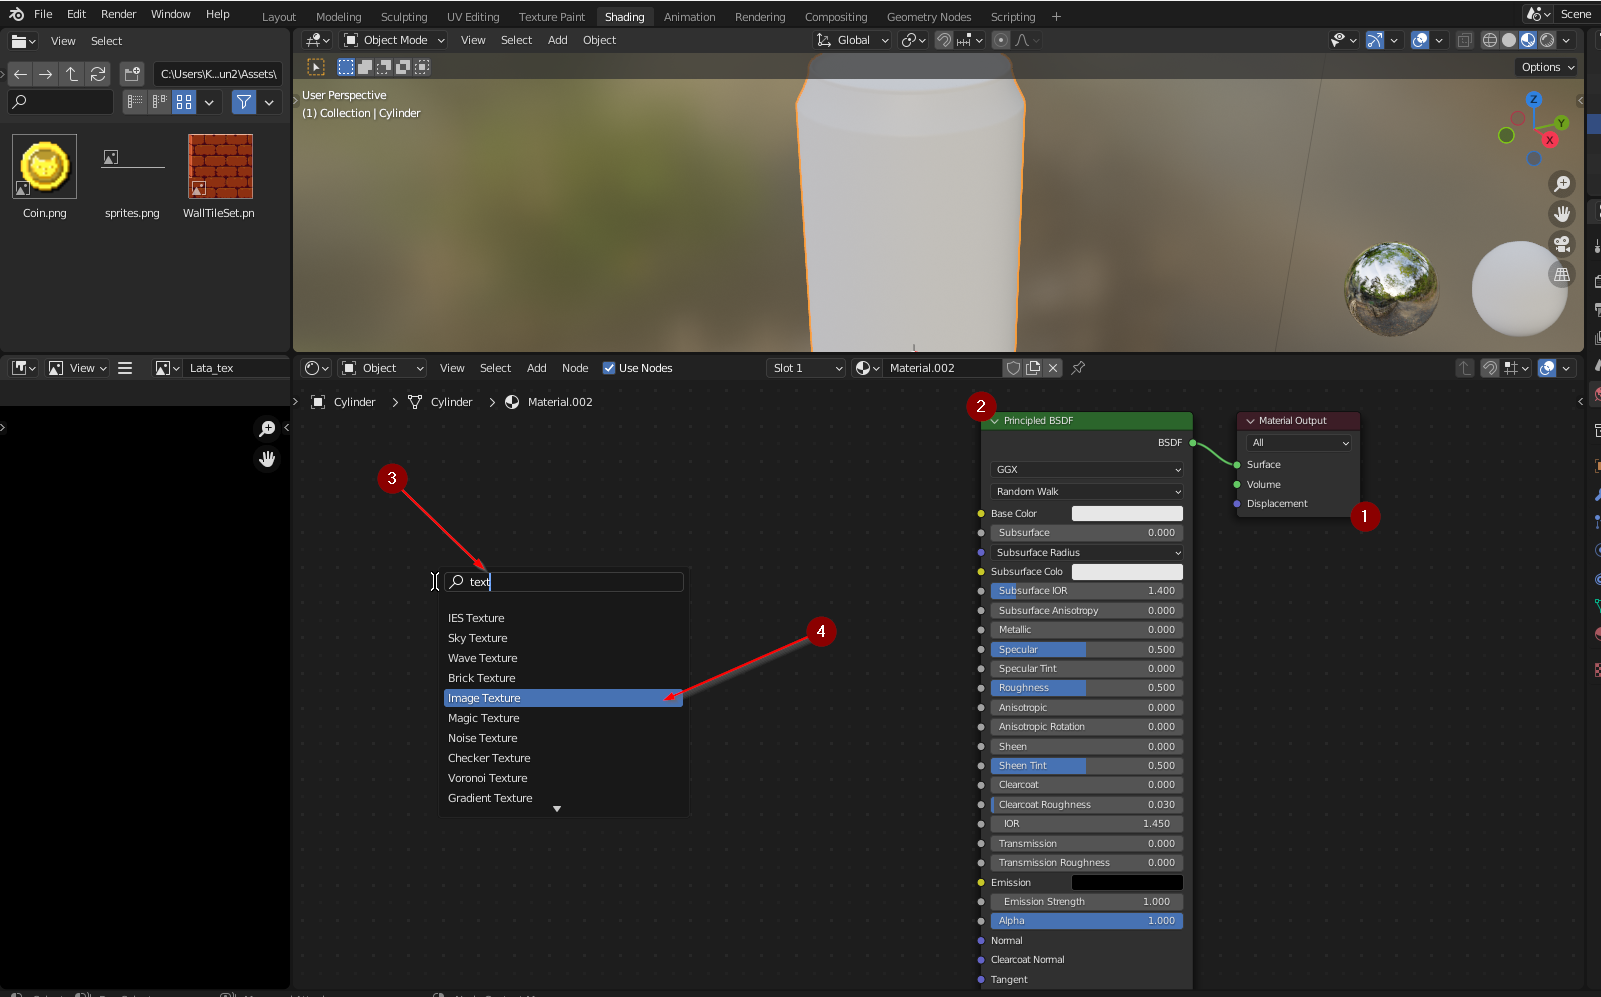 File Edit Render Window Help Layout Modeling Sculpting UV Editing Texture Paint Shading Animation Rendering Compositing Geometry Nodes Scripting + Scene
View Select
Object Mode View Select Add Object Global
C:\Users\K...un2\Assets\
Options
User Perspective
(1) Collection | Cylinder
Z
Y
X
Coin.png sprites.png WallTileSet.pn
View Lata_tex
Object View Select Add Node Use Nodes Slot 1 Material.002
Cylinder > Cylinder > Material.002
2
Principled BSDF
BSDF
GGX
Random Walk
Base Color
Subsurface 0.000
Subsurface Radius
Subsurface Colo
Subsurface IOR 1.400
Subsurface Anisotropy 0.000
Metallic 0.000
Specular 0.500
Specular Tint 0.000
Roughness 0.500
Anisotropic 0.000
Anisotropic Rotation 0.000
Sheen 0.000
Sheen Tint 0.500
Clearcoat 0.000
Clearcoat Roughness 0.030
IOR 1.450
Transmission 0.000
Transmission Roughness 0.000
Emission
Emission Strength 1.000
Alpha 1.000
Normal
Clearcoat Normal
Tangent
Material Output
All
Surface
Volume
Displacement
1
3
text
IES Texture
Sky Texture
Wave Texture
Brick Texture
Image Texture
Magic Texture
Noise Texture
Checker Texture
Voronoi Texture
Gradient Texture
4